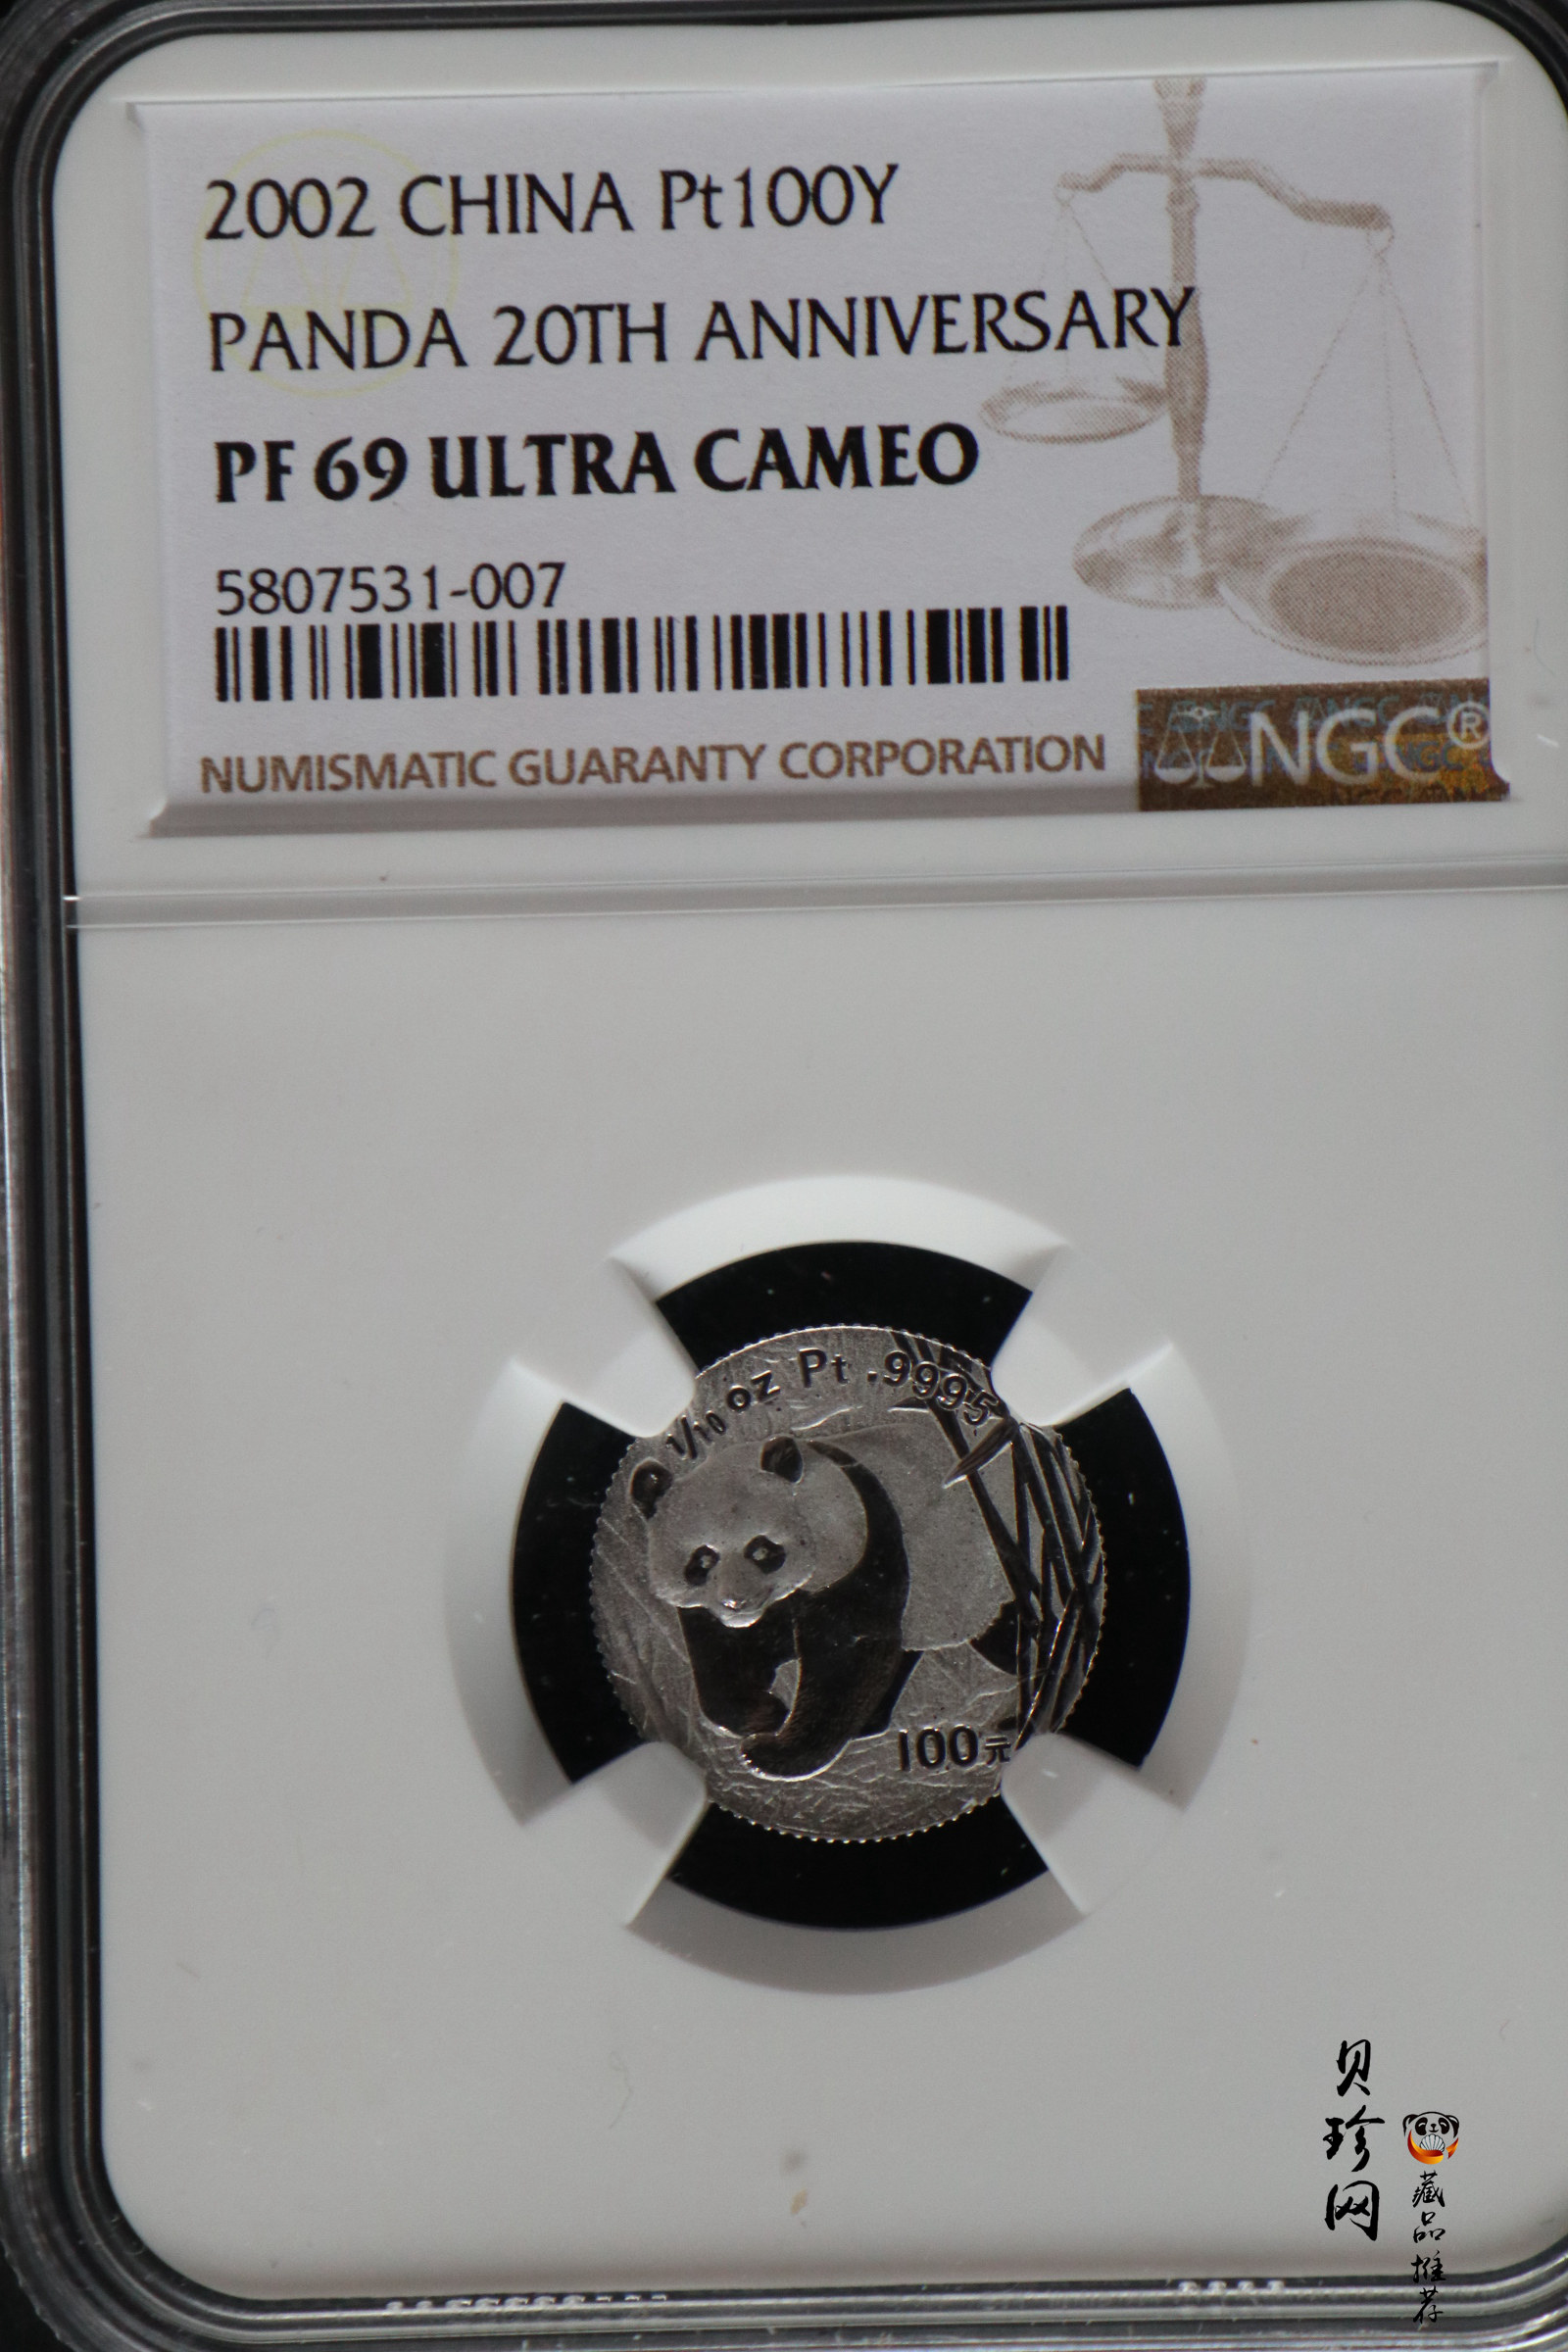 2002 CHINA Pt100Y
PANDA 20TH ANNIVERSARY
PF 69 ULTRA CAMEO
5807531-007
NUMISMATIC GUARANTY CORPORATION
NGC®
1/10 oz Pt .9995
100元
贝珍网
藏品推荐